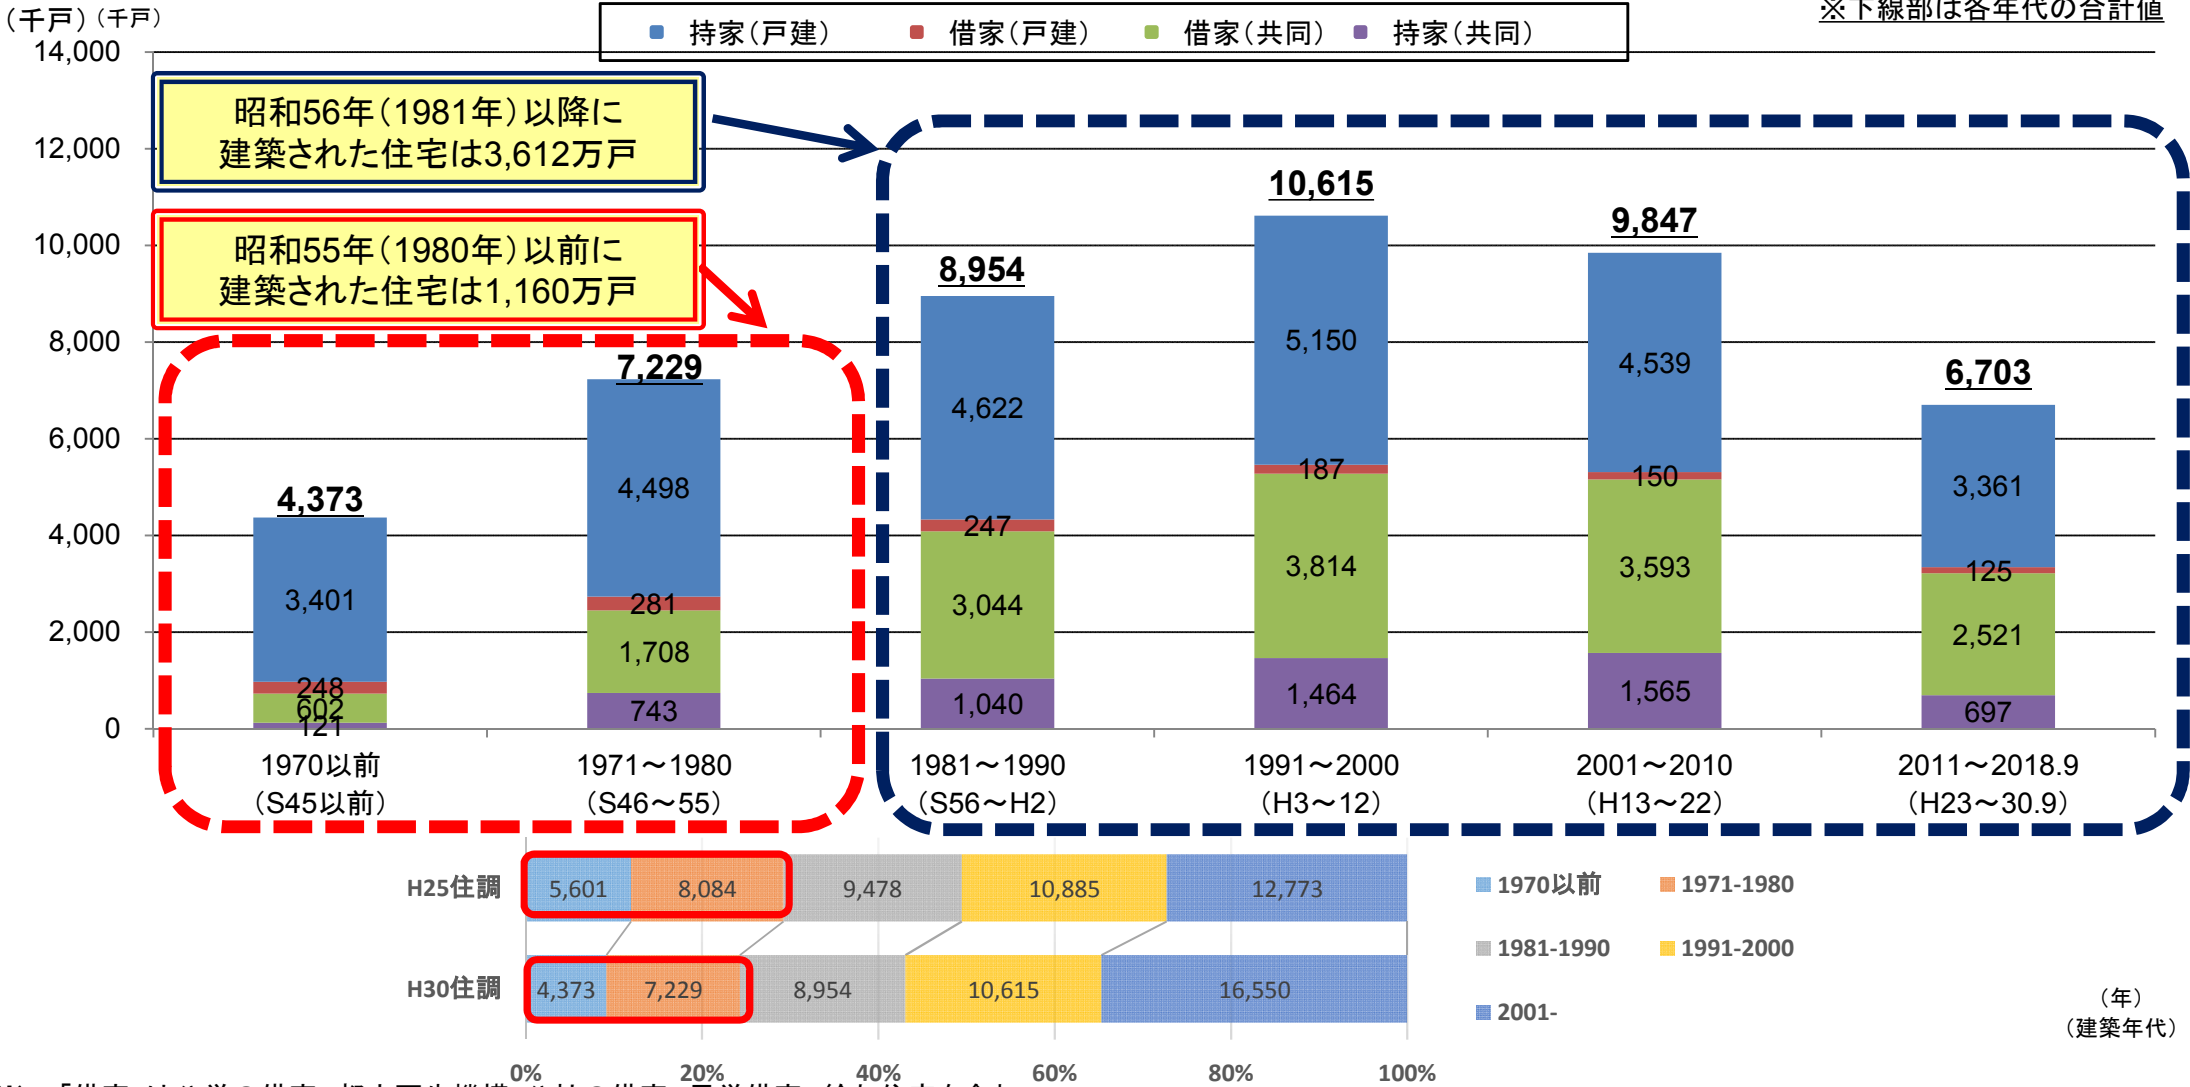 （千戸）（千戸）
■ 持家（戸建） ■ 借家（戸建） ■ 借家（共同） ■ 持家（共同）
※下線部は各年代の合計値
14,000
12,000
10,000
8,000
6,000
4,000
2,000
0
昭和56年（1981年）以降に
建築された住宅は3,612万戸
昭和55年（1980年）以前に
建築された住宅は1,160万戸
4,373
3,401
248
602
121
7,229
4,498
281
1,708
743
8,954
4,622
247
3,044
1,040
10,615
5,150
187
3,814
1,464
9,847
4,539
150
3,593
1,565
6,703
3,361
125
2,521
697
1970以前
（S45以前）
1971～1980
（S46～55）
1981～1990
（S56～H2）
1991～2000
（H3～12）
2001～2010
（H13～22）
2011～2018.9
（H23～30.9）
H25住調 5,601 8,084 9,478 10,885 12,773
H30住調 4,373 7,229 8,954 10,615 16,550
0% 20% 40% 60% 80% 100%
1970以前 1971-1980
1981-1990 1991-2000
2001-
（年）
（建築年代）